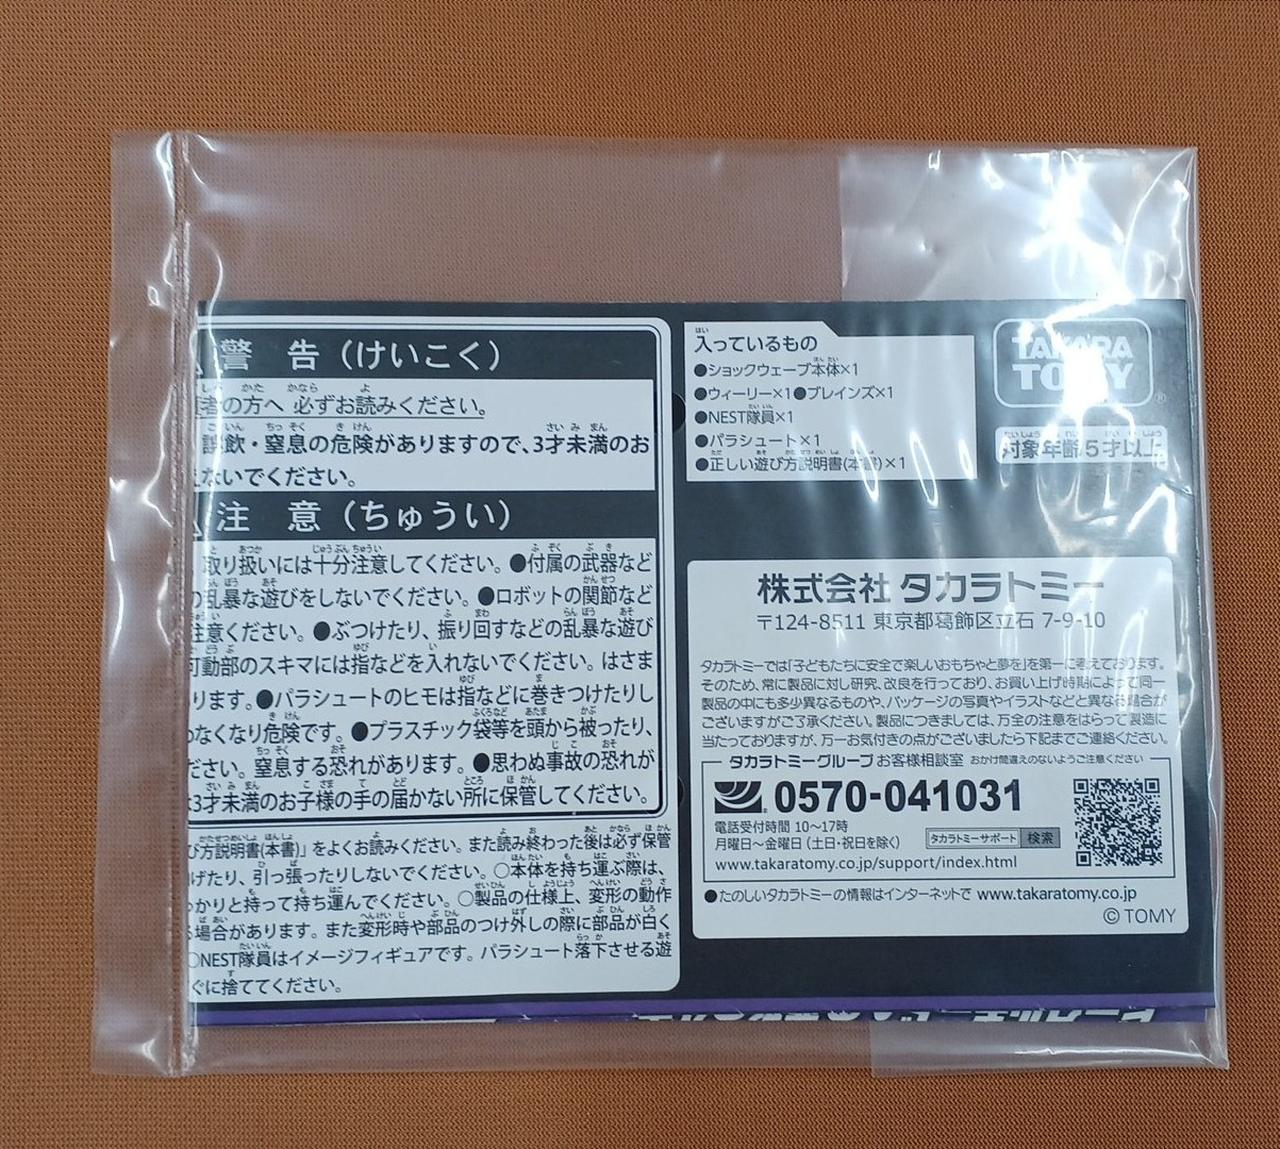 警　告（けいこく）
者の方へ 必ずお読みください。
誤飲・窒息の危険がありますので、3才未満のお
ないでください。
注　意（ちゅうい）
取り扱いには十分注意してください。●付属の武器など
乱暴な遊びをしないでください。●ロボットの関節など
注意ください。●ぶつけたり、振り回すなどの乱暴な遊び
可動部のスキマには指などを入れないでください。はさま
ります。●パラシュートのヒモは指などに巻きつけたりし
なくなり危険です。●プラスチック袋等を頭から被ったり、
ださい。窒息する恐れがあります。●思わぬ事故の恐れが
3才未満のお子様の手の届かない所に保管してください。
び方説明書(本書)」をよくお読みください。また読み終わった後は必ず保管
げたり、引っ張ったりしないでください。○本体を持ち運ぶ際は、
かりと持って持ち運んでください。○製品の仕様上、変形の動作
場合があります。また変形時や部品のつけ外しの際に部品が白く
○NEST隊員はイメージフィギュアです。パラシュート落下させる遊
ぐに捨ててください。
入っているもの
●ショックウェーブ本体×1
●ウィーリー×1●ブレインズ×1
●NEST隊員×1
●パラシュート×1
●正しい遊び方説明書(本書)×1
TAKARA
TOMY
®
対象年齢5才以上
株式会社 タカラトミー
〒124-8511 東京都葛飾区立石 7-9-10
タカラトミーでは「子どもたちに安全で楽しいおもちゃと夢を」を第一に考えております。
そのため、常に製品に対し研究、改良を行っており、お買い上げ時期によって同一
製品の中にも多少異なるものや、パッケージの写真やイラストなどと異なる場合が
ございますがご了承ください。製品につきましては、万全の注意をはらって製造に
当たっておりますが、万一お気付きの点がございましたら下記までご連絡ください。
タカラトミーグループ お客様相談室 おかけ間違えのないようご注意ください
0570-041031
電話受付時間 10〜17時
月曜日〜金曜日 (土日・祝日を除く)
タカラトミーサポート 検索
www.takaratomy.co.jp/support/index.html
●たのしいタカラトミーの情報はインターネットで www.takaratomy.co.jp
© TOMY